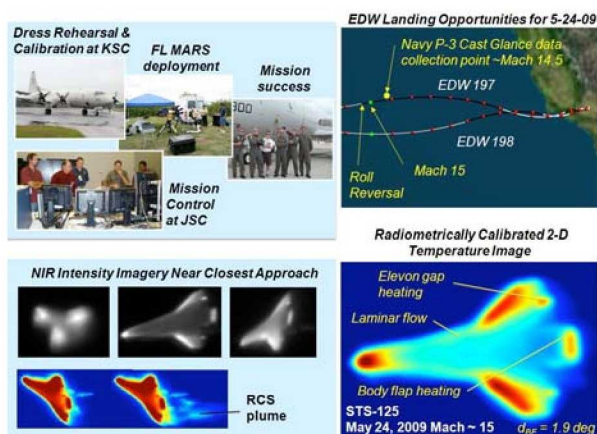 Dress Rehearsal
& Calibration at KSC
FL MARS
deployment
Mission
success
Mission
Control
at JSC
EDW Landing Opportunities for 5-24-09
Navy P-3 Cast Glance data
collection point ~Mach 14.5
EDW 197
EDW 198
Mach 15
Roll
Reversal
NIR Intensity Imagery Near Closest Approach
RCS
plume
Radiometrically Calibrated 2-D
Temperature Image
Elevon gap
heating
Laminar flow
Body flap heating
STS-125
May 24, 2009 Mach ~ 15
d_BF = 1.9 deg